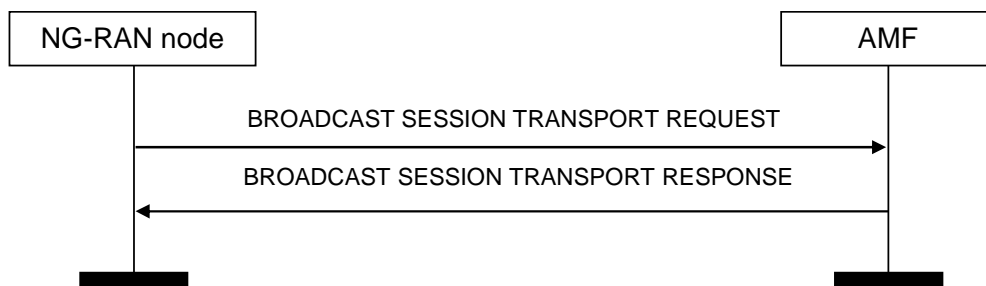 NG-RAN node
AMF
BROADCAST SESSION TRANSPORT REQUEST
BROADCAST SESSION TRANSPORT RESPONSE